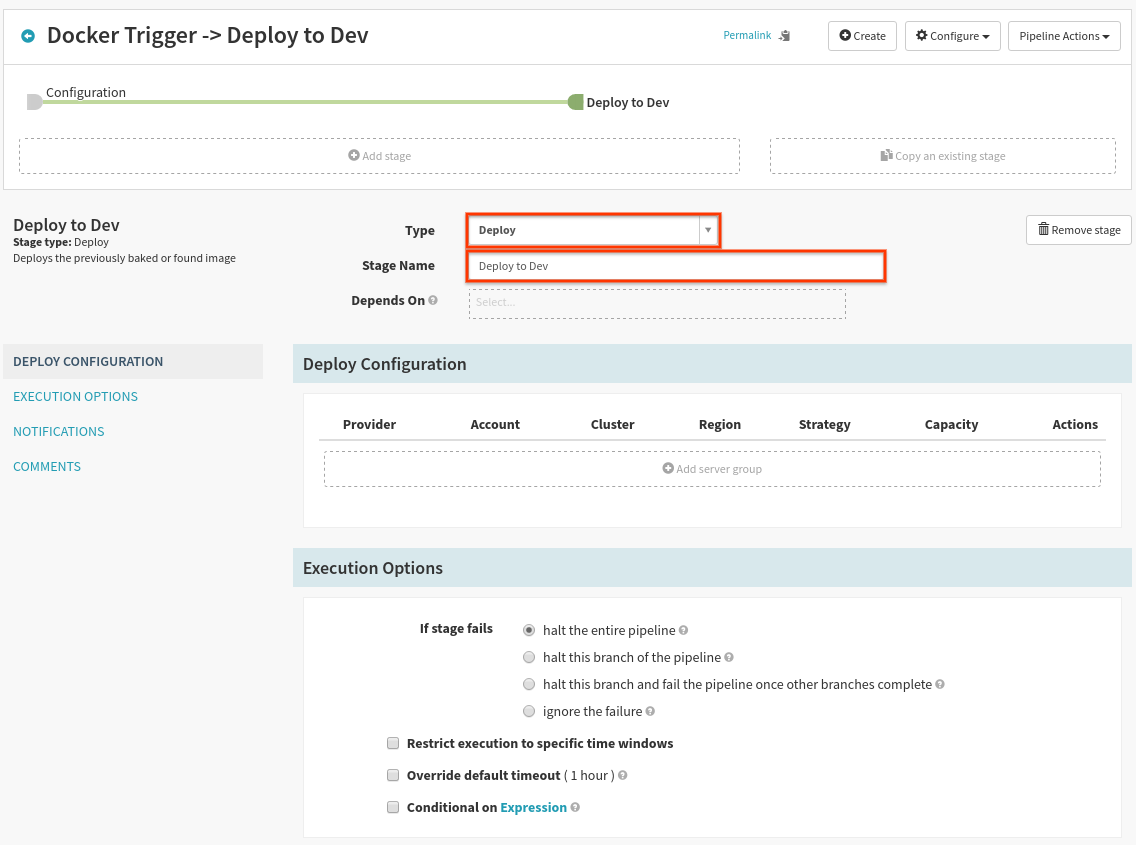 Docker Trigger -> Deploy to Dev
Permalink
Create
Configure
Pipeline Actions
Configuration
Deploy to Dev
Add stage
Copy an existing stage
Deploy to Dev
Stage type: Deploy
Deploys the previously baked or found image
Type
Deploy
Remove stage
Stage Name
Deploy to Dev
Depends On
Select...
DEPLOY CONFIGURATION
EXECUTION OPTIONS
NOTIFICATIONS
COMMENTS
Deploy Configuration
Provider Account Cluster Region Strategy Capacity Actions
Add server group
Execution Options
If stage fails
halt the entire pipeline
halt this branch of the pipeline
halt this branch and fail the pipeline once other branches complete
ignore the failure
Restrict execution to specific time windows
Override default timeout ( 1 hour )
Conditional on Expression